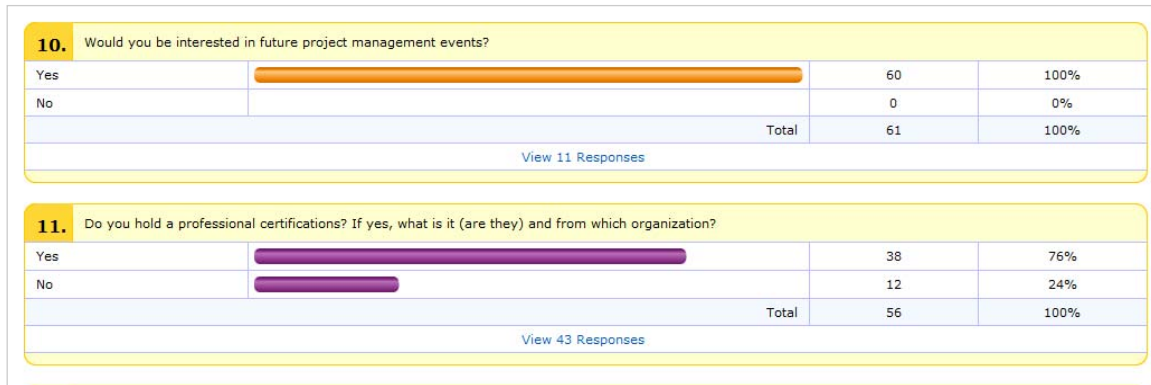 10. Would you be interested in future project management events?
Yes 60 100%
No 0 0%
Total 61 100%
View 11 Responses
11. Do you hold a professional certifications? If yes, what is it (are they) and from which organization?
Yes 38 76%
No 12 24%
Total 56 100%
View 43 Responses